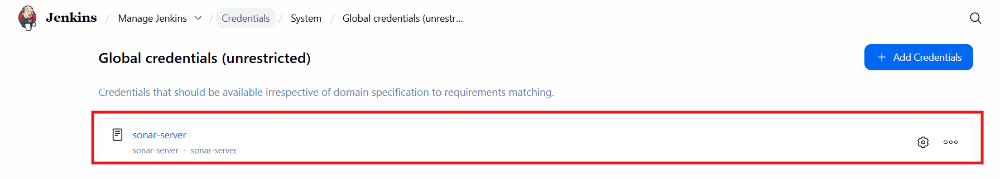 Jenkins / Manage Jenkins / Credentials / System / Global credentials (unrestr...
Global credentials (unrestricted)
+ Add Credentials
Credentials that should be available irrespective of domain specification to requirements matching.
sonar-server
sonar-server - sonar-server